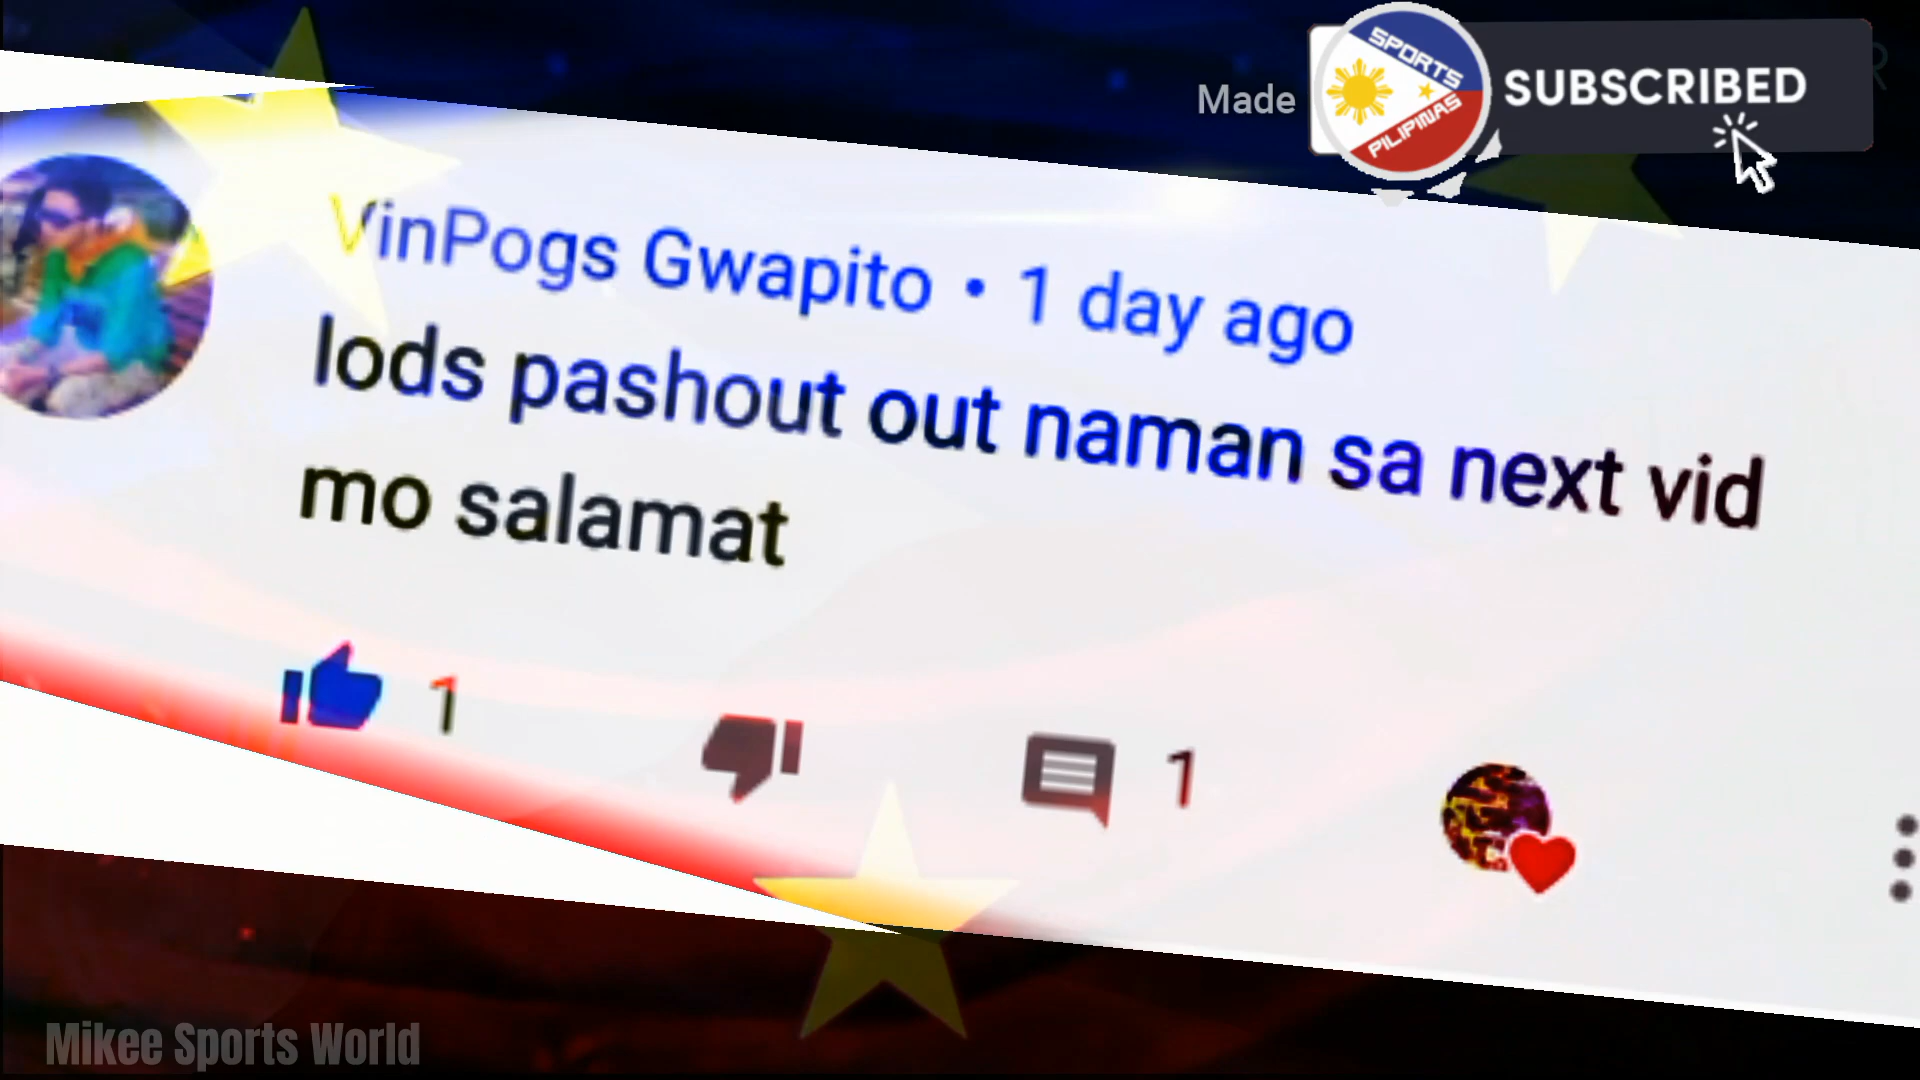 Made
SPORTS
PILIPINAS
SUBSCRIBED
VinPogs Gwapito • 1 day ago
lods pashout out naman sa next vid
mo salamat
1
1
Mikee Sports World